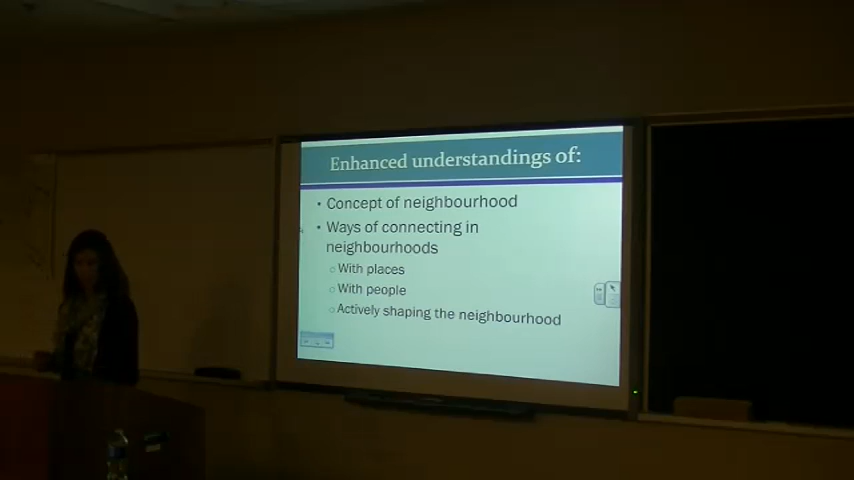 Enhanced understandings of:
• Concept of neighbourhood
• Ways of connecting in
neighbourhoods
○ With places
○ With people
○ Actively shaping the neighbourhood